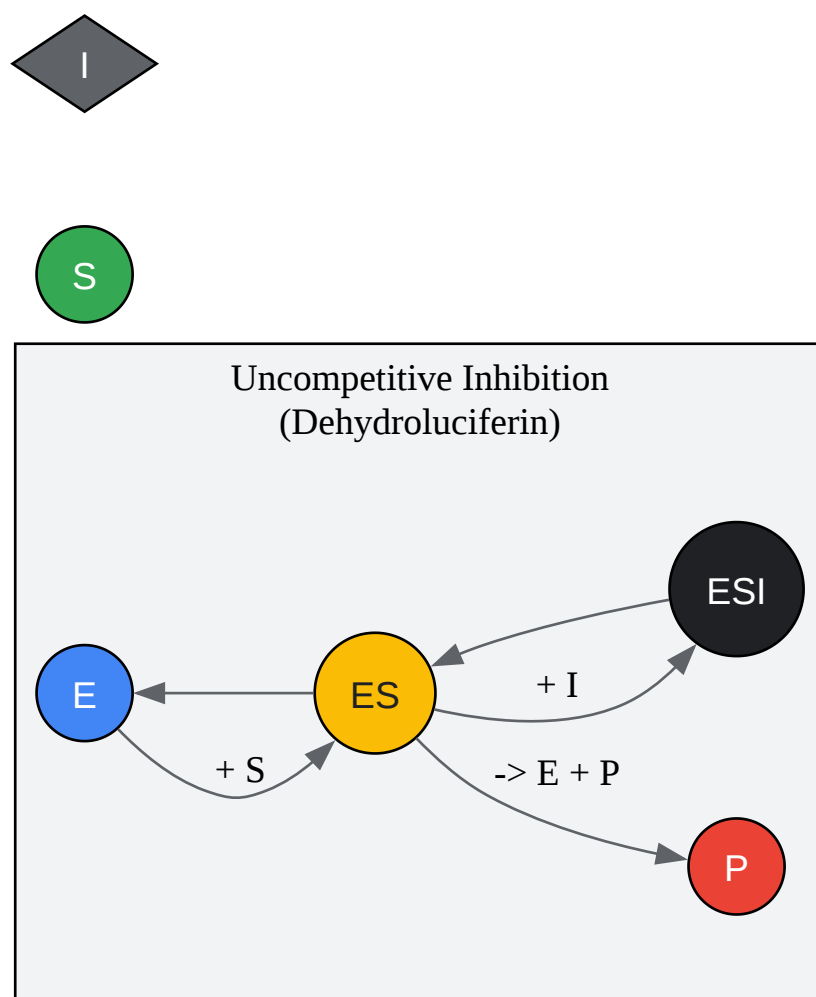 I
S
Uncompetitive Inhibition
(Dehydroluciferin)
ESI
+ I
E
ES
+ S
-> E + P
P